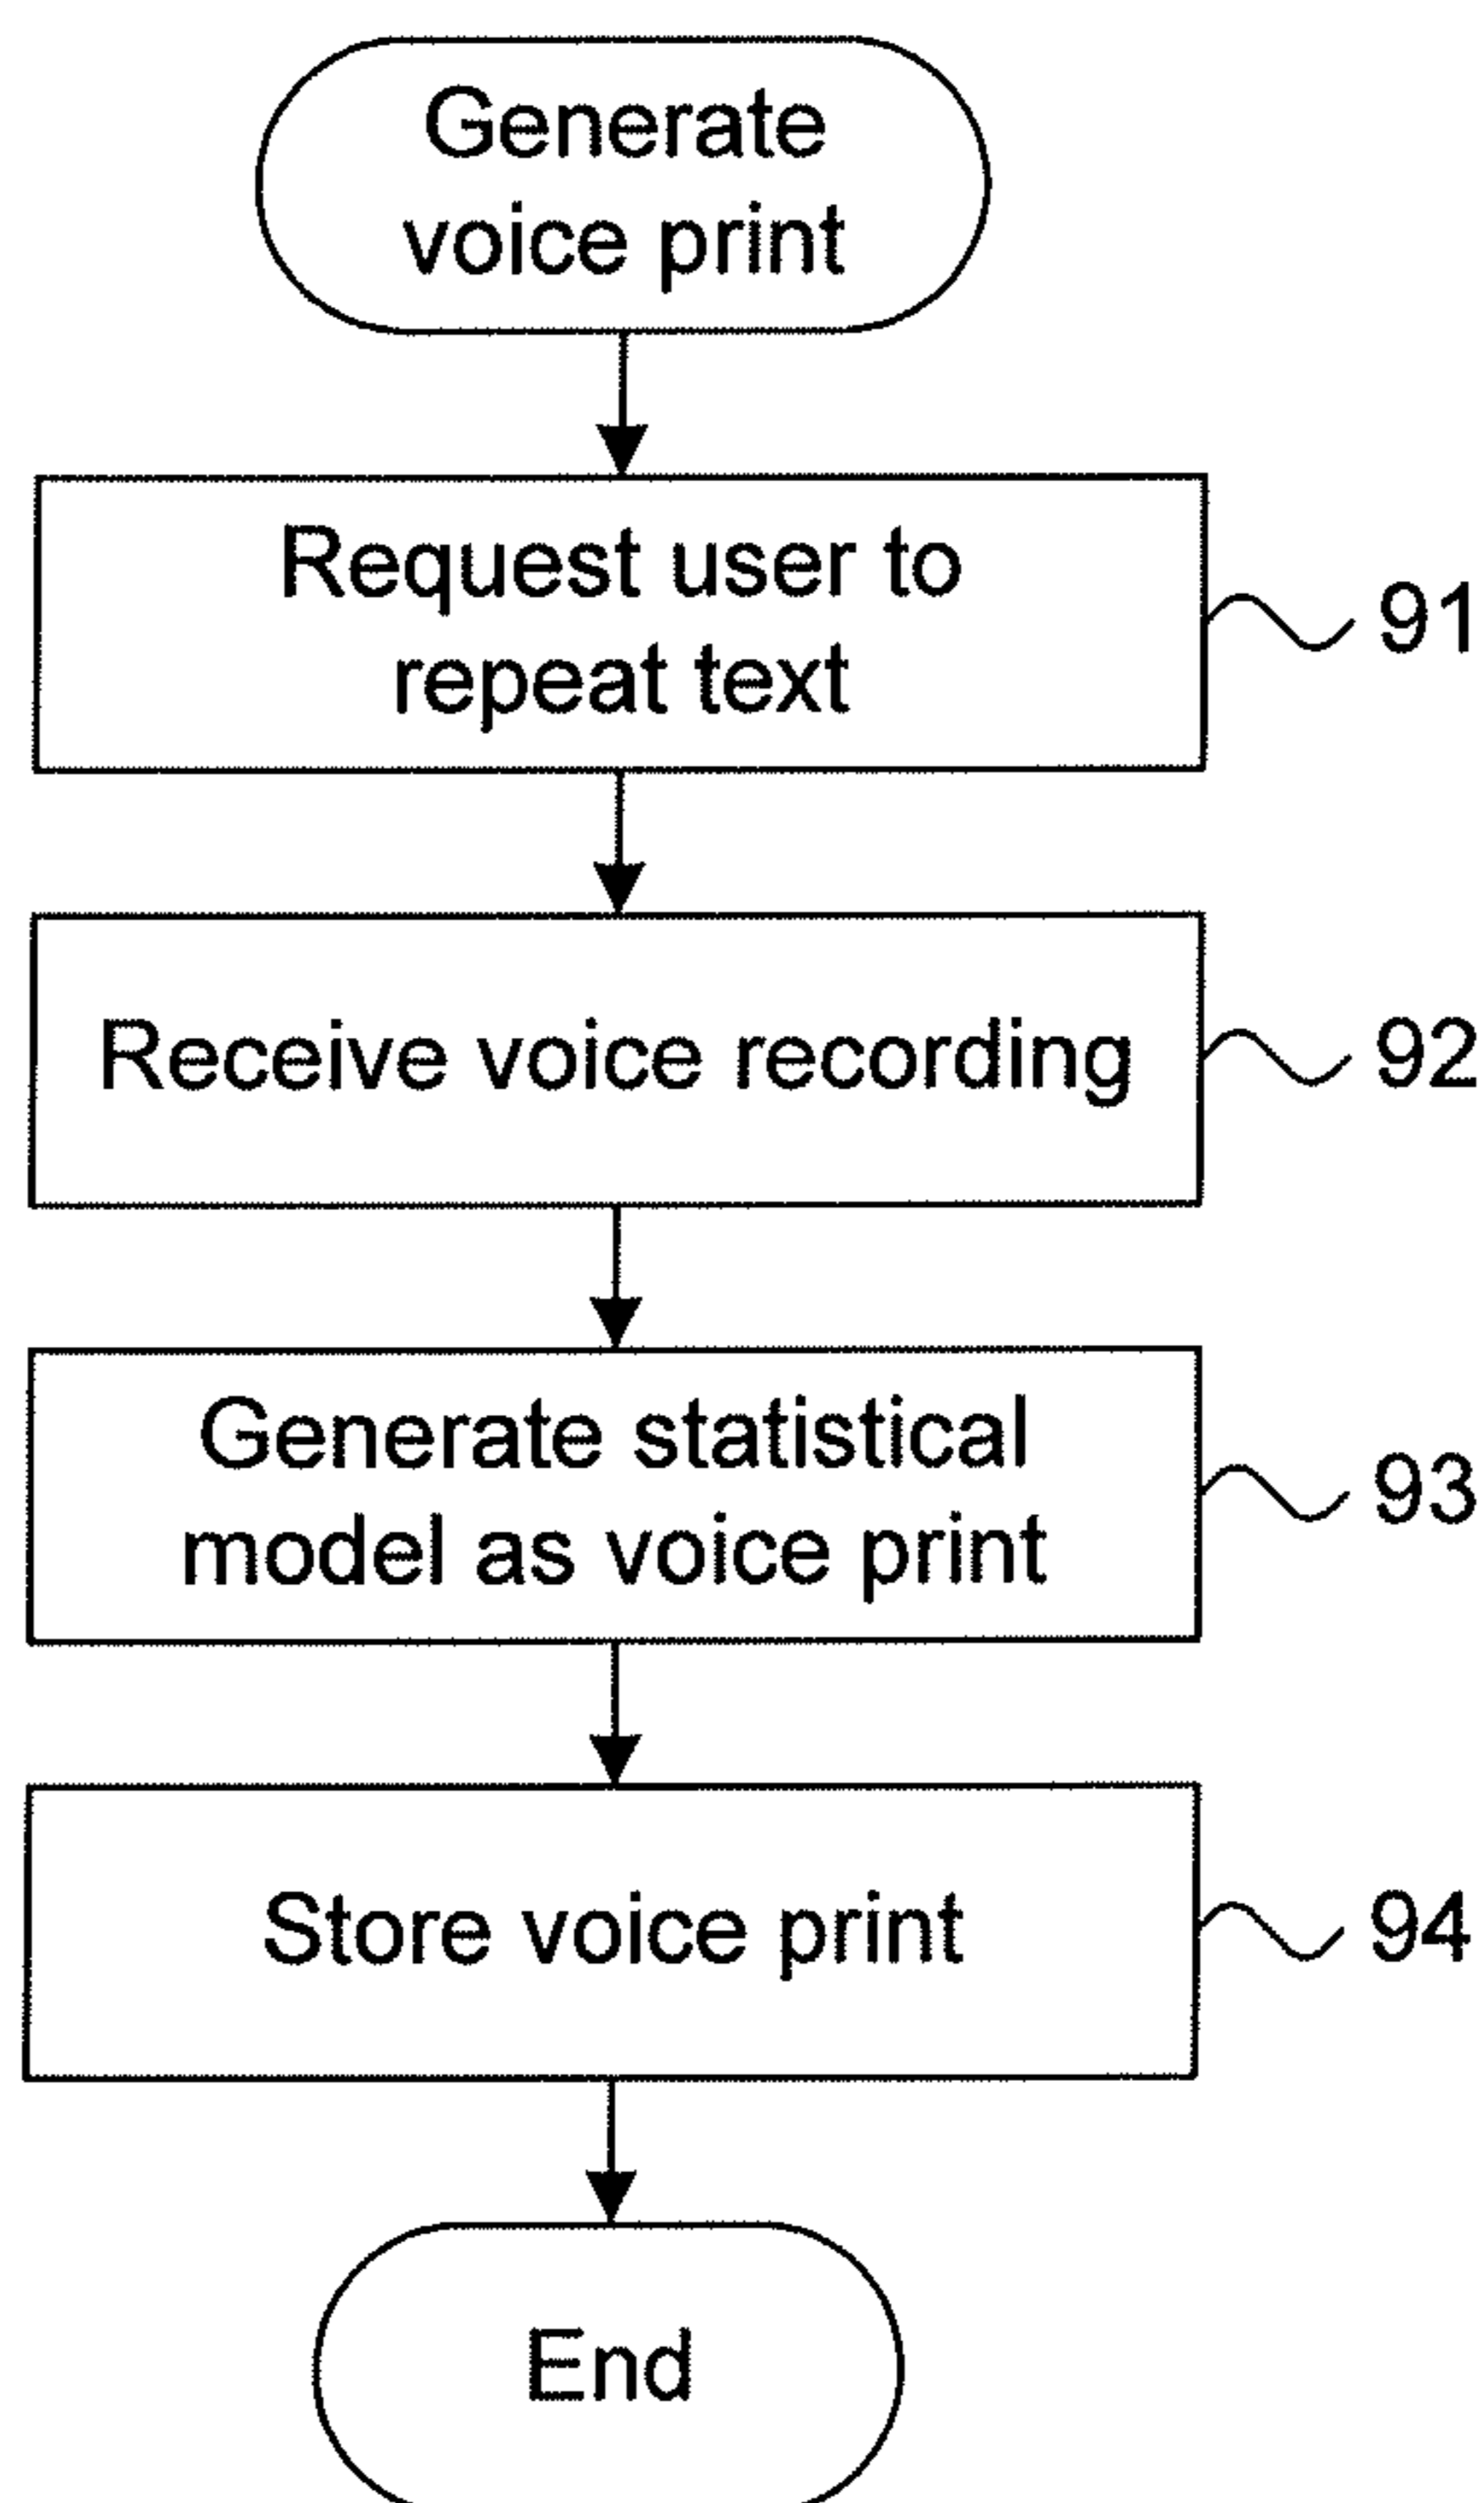 Generate
voice print
Request user to
repeat text
91
Receive voice recording
92
Generate statistical
model as voice print
93
Store voice print
94
End